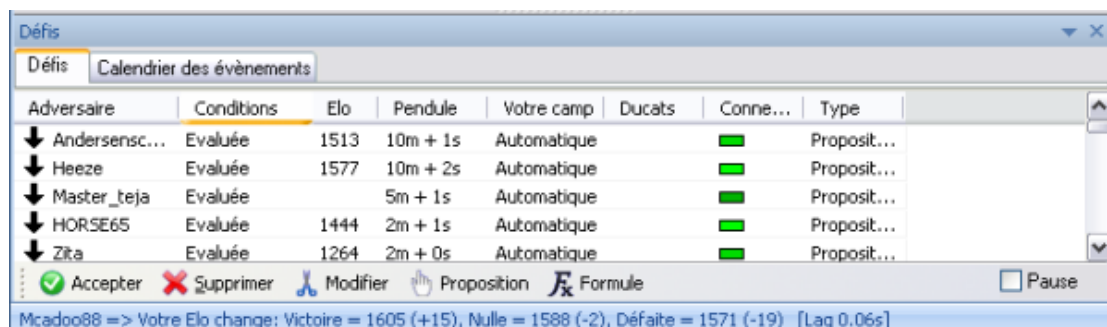 Défis
Défis Calendrier des évènements
Adversaire Conditions Elo Pendule Votre camp Ducats Conne... Type
Andersensc... Evaluée 1513 10m + 1s Automatique Proposit...
Heeze Evaluée 1577 10m + 2s Automatique Proposit...
Master_teja Evaluée 5m + 1s Automatique Proposit...
HORSE65 Evaluée 1444 2m + 1s Automatique Proposit...
Zita Evaluée 1264 2m + 0s Automatique Proposit...
Accepter Supprimer Modifier Proposition Fx Formule Pause
Mcadoo88 => Votre Elo change: Victoire = 1605 (+15), Nulle = 1588 (-2), Défaite = 1571 (-19) [Lag 0.06s]